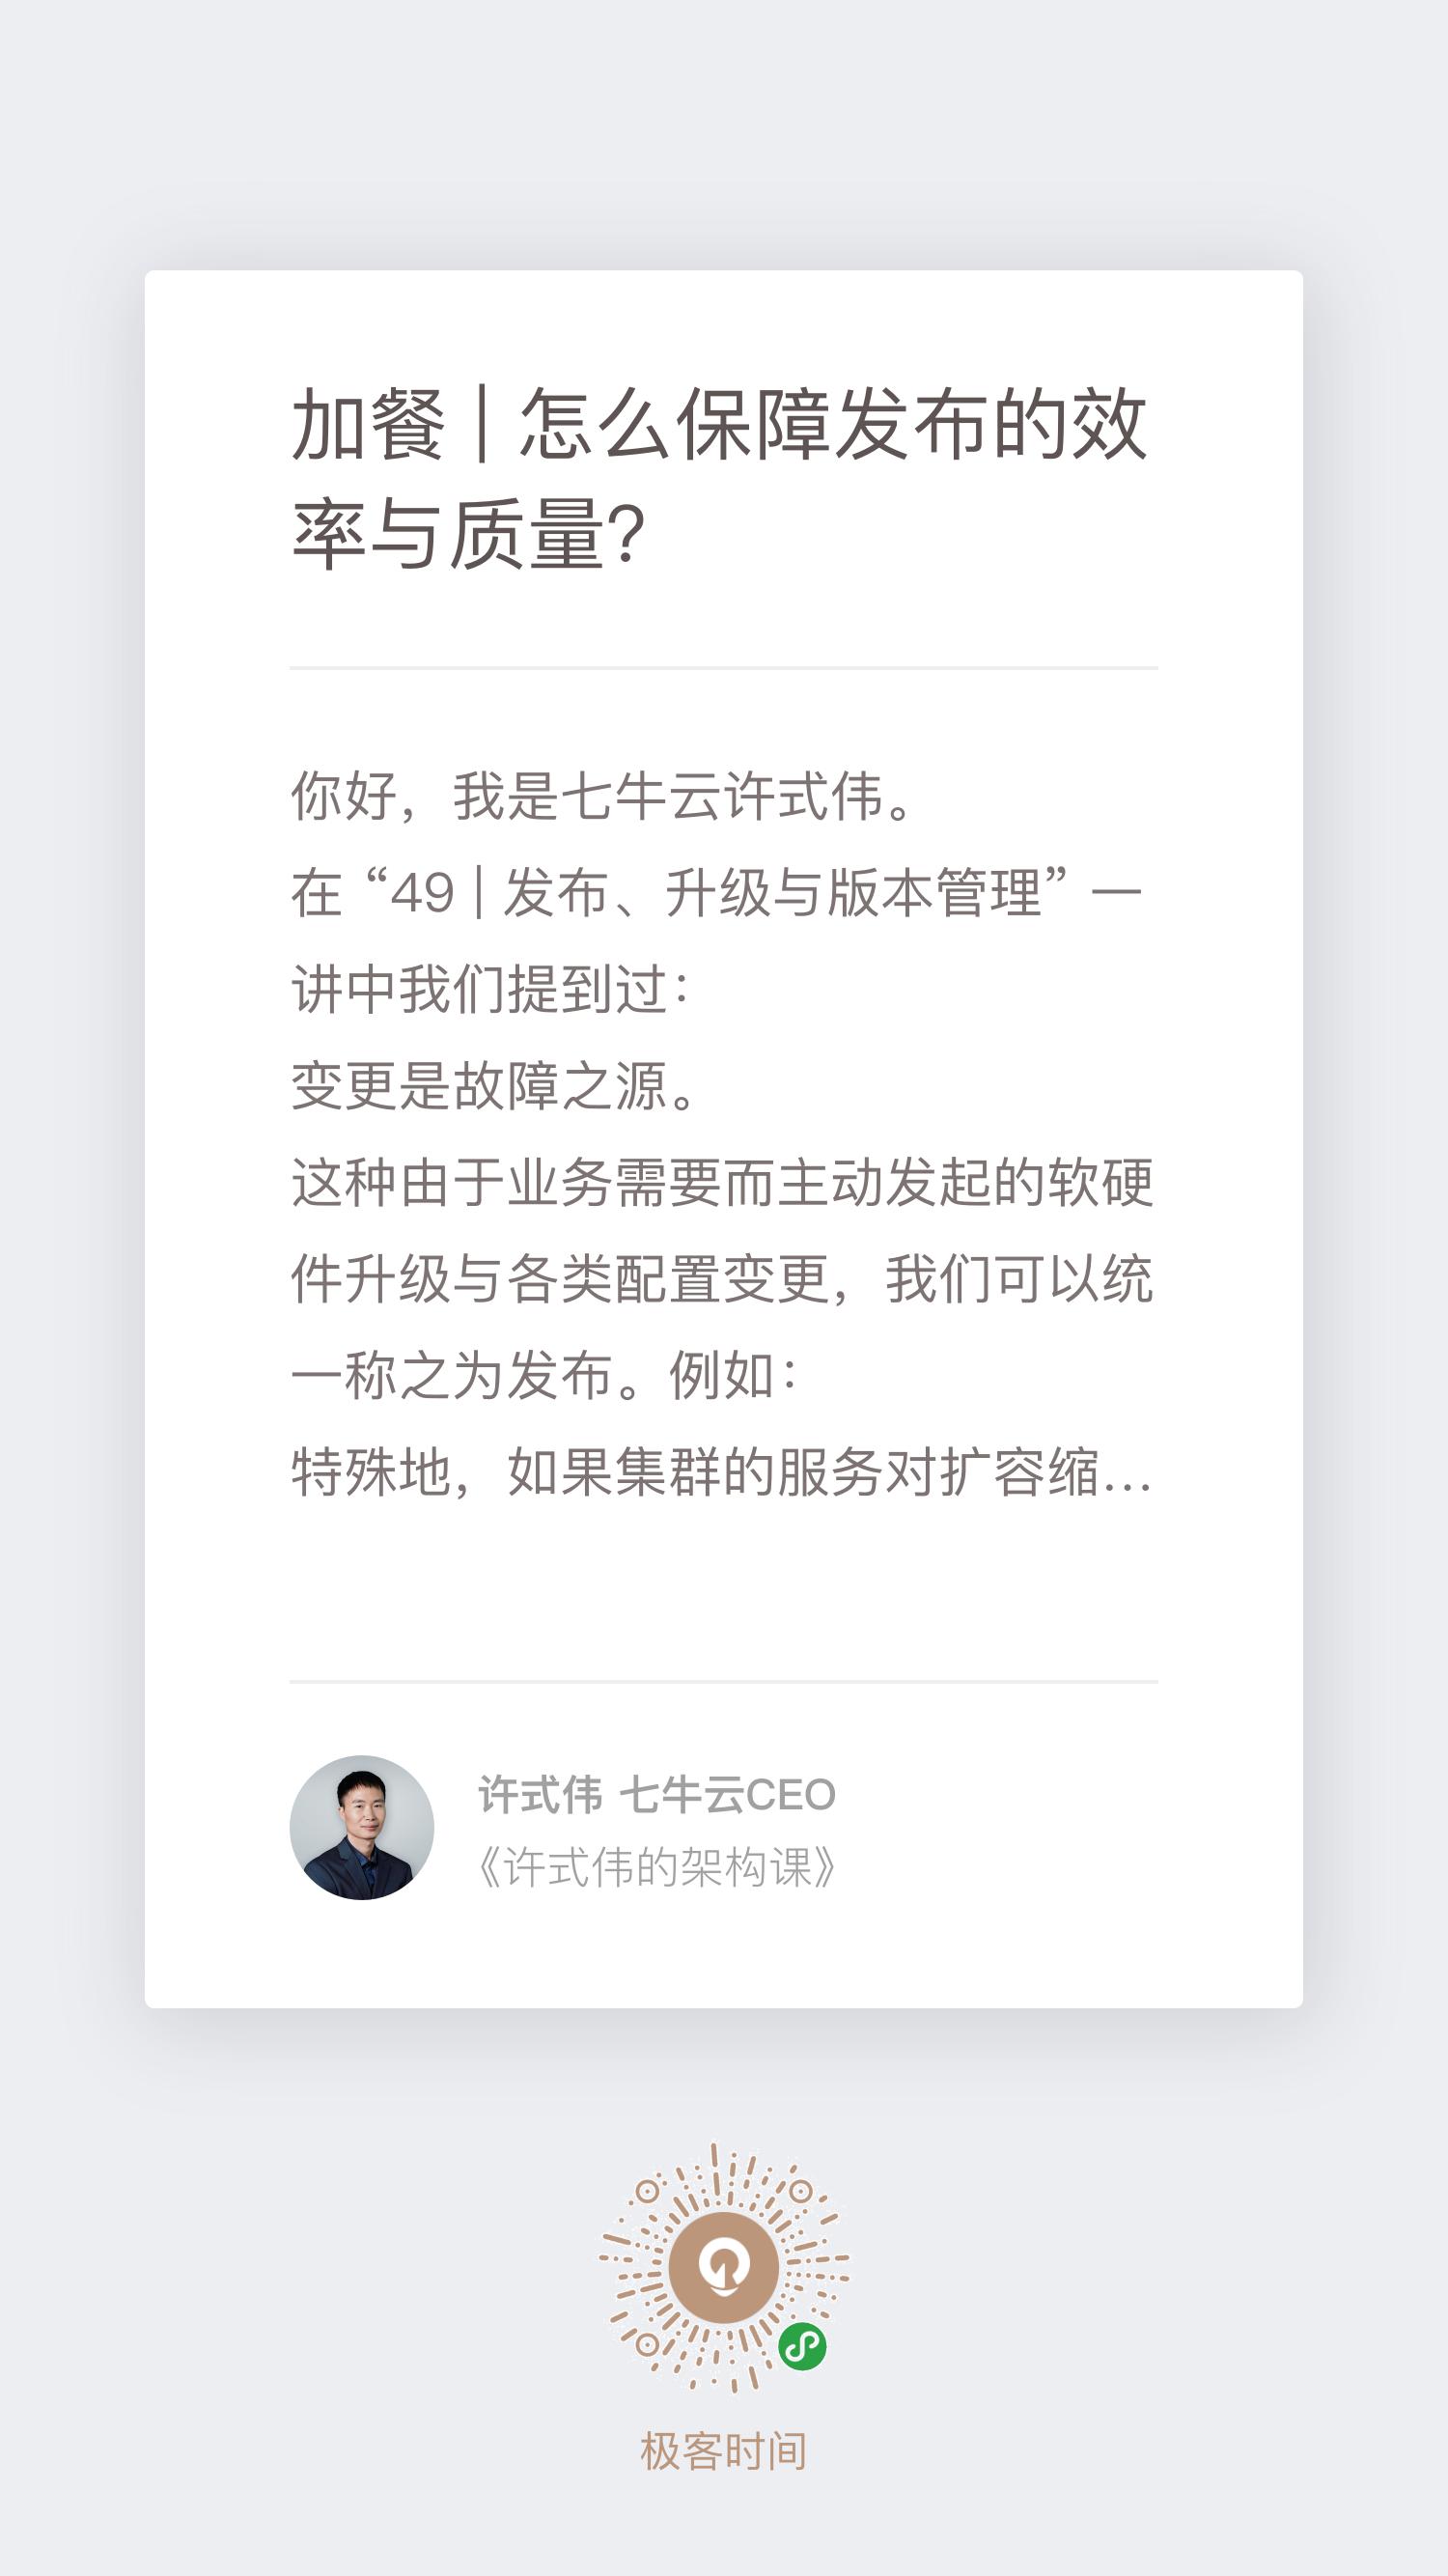 加餐 | 怎么保障发布的效
率与质量?
你好，我是七牛云许式伟。
在 “49 | 发布、升级与版本管理” 一
讲中我们提到过：
变更是故障之源。
这种由于业务需要而主动发起的软硬
件升级与各类配置变更，我们可以统
一称之为发布。例如：
特殊地，如果集群的服务对扩容缩...
许式伟 七牛云CEO
《许式伟的架构课》
极客时间